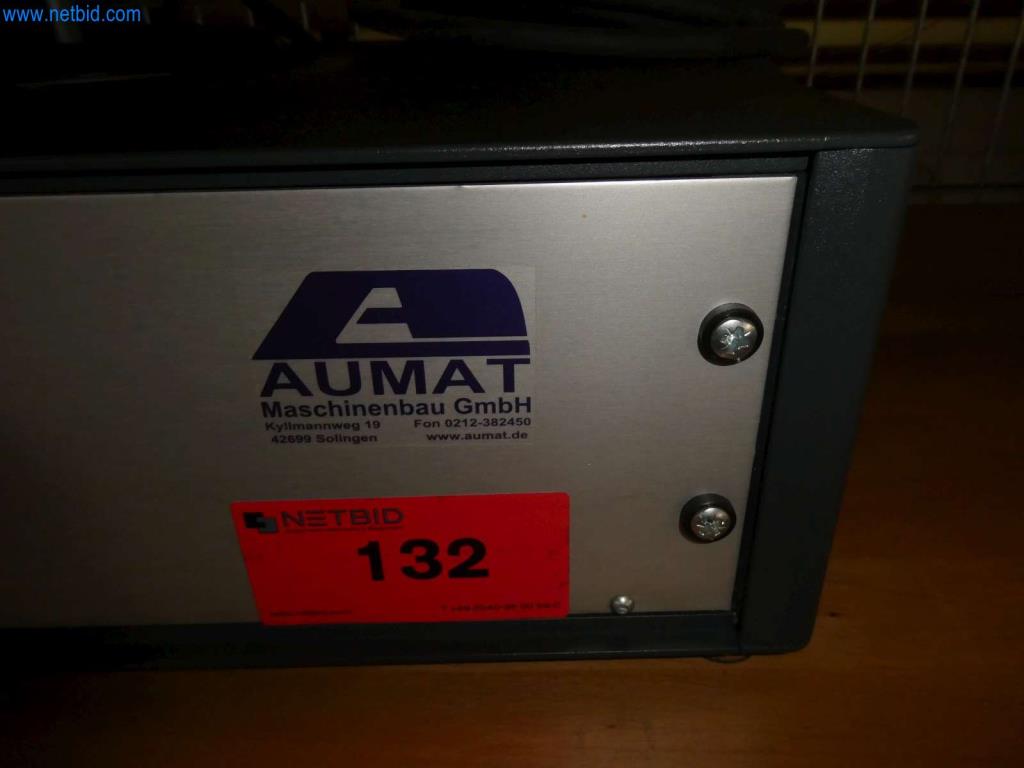 www.netbid.com
AUMAT
Maschinenbau GmbH
Kyllmannweg 19 Fon 0212-382450
42699 Solingen www.aumat.de
NETBID
132